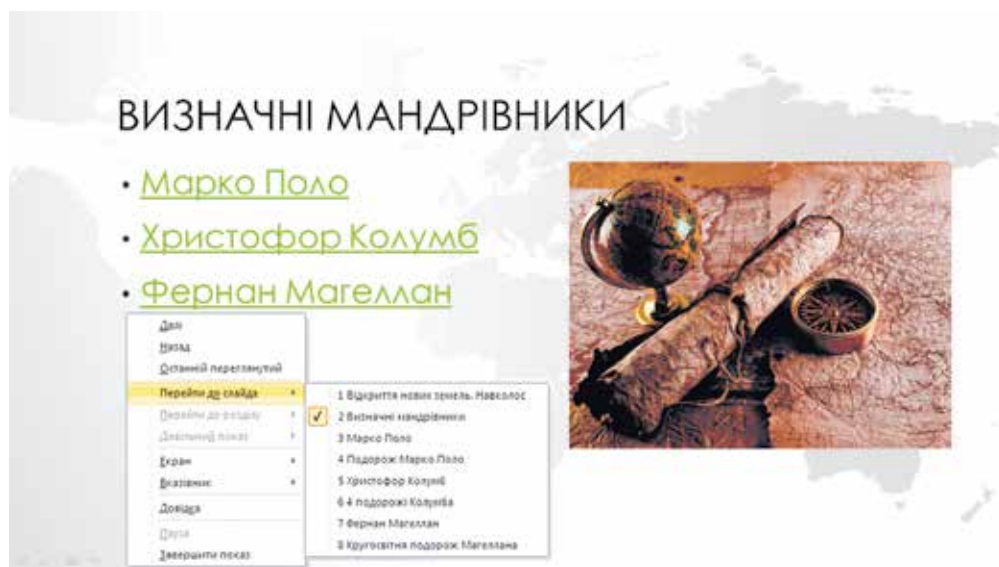 ВИЗНАЧНІ МАНДРІВНИКИ
• Марко Поло
• Христофор Колумб
• Фернан Магеллан
Далі
Назад
Останній переглянутий
Перейти до слайда
Перейти до розділу
Довільний показ
Екран
Вказівник
Довідка
Пауза
Завершити показ
1 Відкриття нових земель. Навколос
2 Визначні мандрівники
3 Марко Поло
4 Подорож Марко Поло
5 Христофор Колумб
6 4 подорожі Колумба
7 Фернан Магеллан
8 Кругосвітня подорож Магеллана